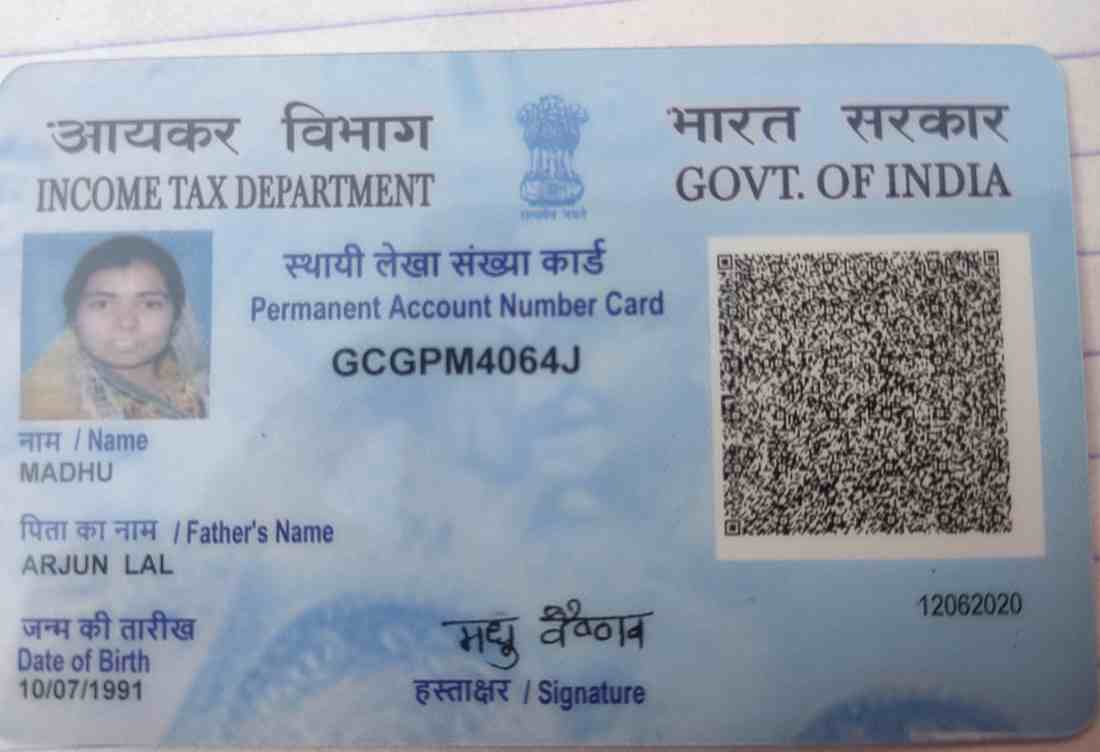 आयकर विभाग
INCOME TAX DEPARTMENT
सत्यमेव जयते
भारत सरकार
GOVT. OF INDIA
स्थायी लेखा संख्या कार्ड
Permanent Account Number Card
GCGPM4064J
नाम / Name
MADHU
पिता का नाम / Father's Name
ARJUN LAL
जन्म की तारीख
Date of Birth
10/07/1991
मधु वैष्णव
हस्ताक्षर / Signature
12062020